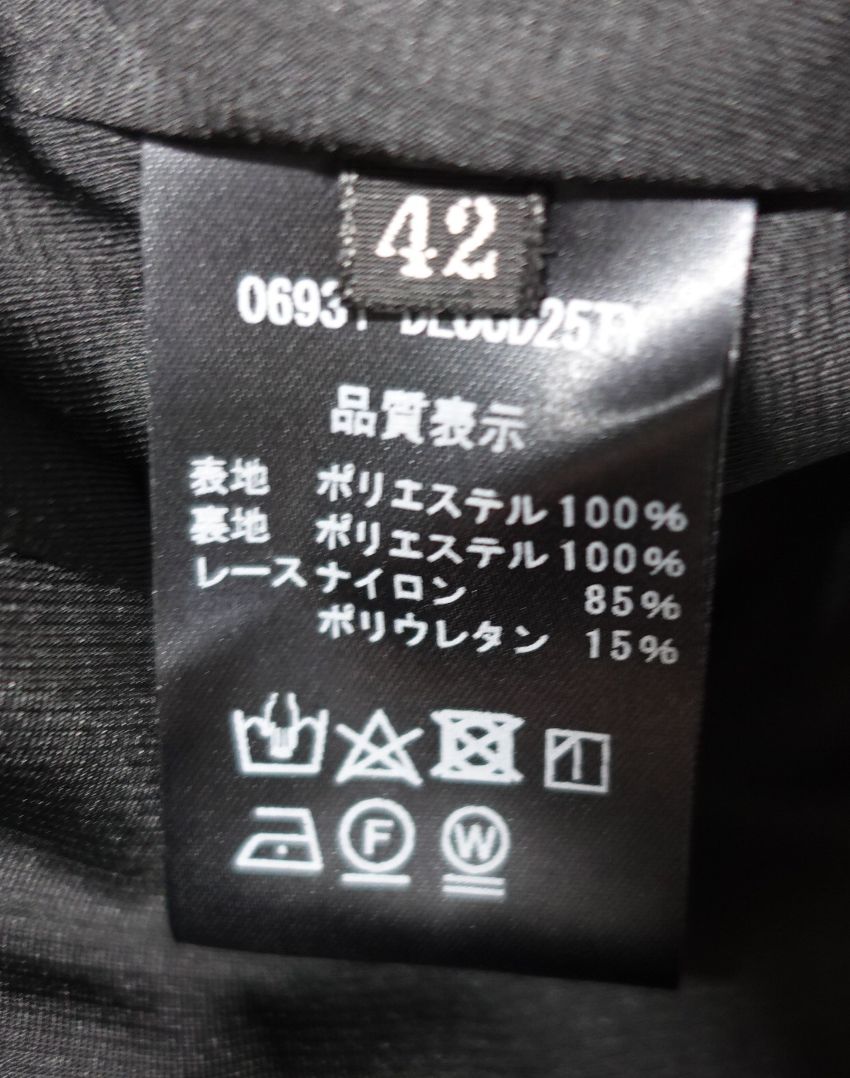 42
品質表示
表地 ポリエステル 100%
裏地 ポリエステル 100%
レース ナイロン 85%
ポリウレタン 15%
F W